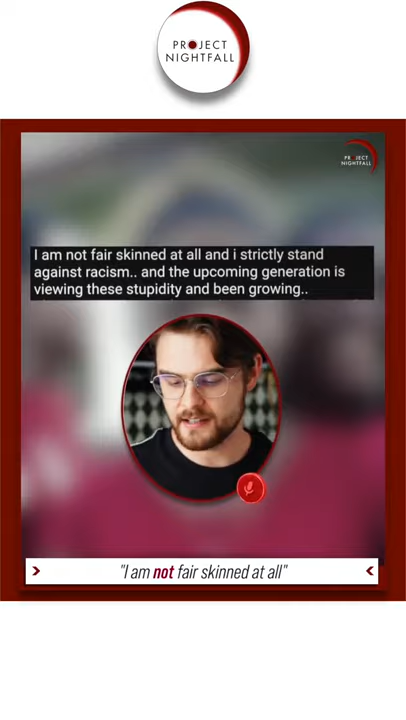 PROJECT
NIGHTFALL
PROJECT
NIGHTFALL
I am not fair skinned at all and i strictly stand
against racism.. and the upcoming generation is
viewing these stupidity and been growing..
"I am not fair skinned at all"